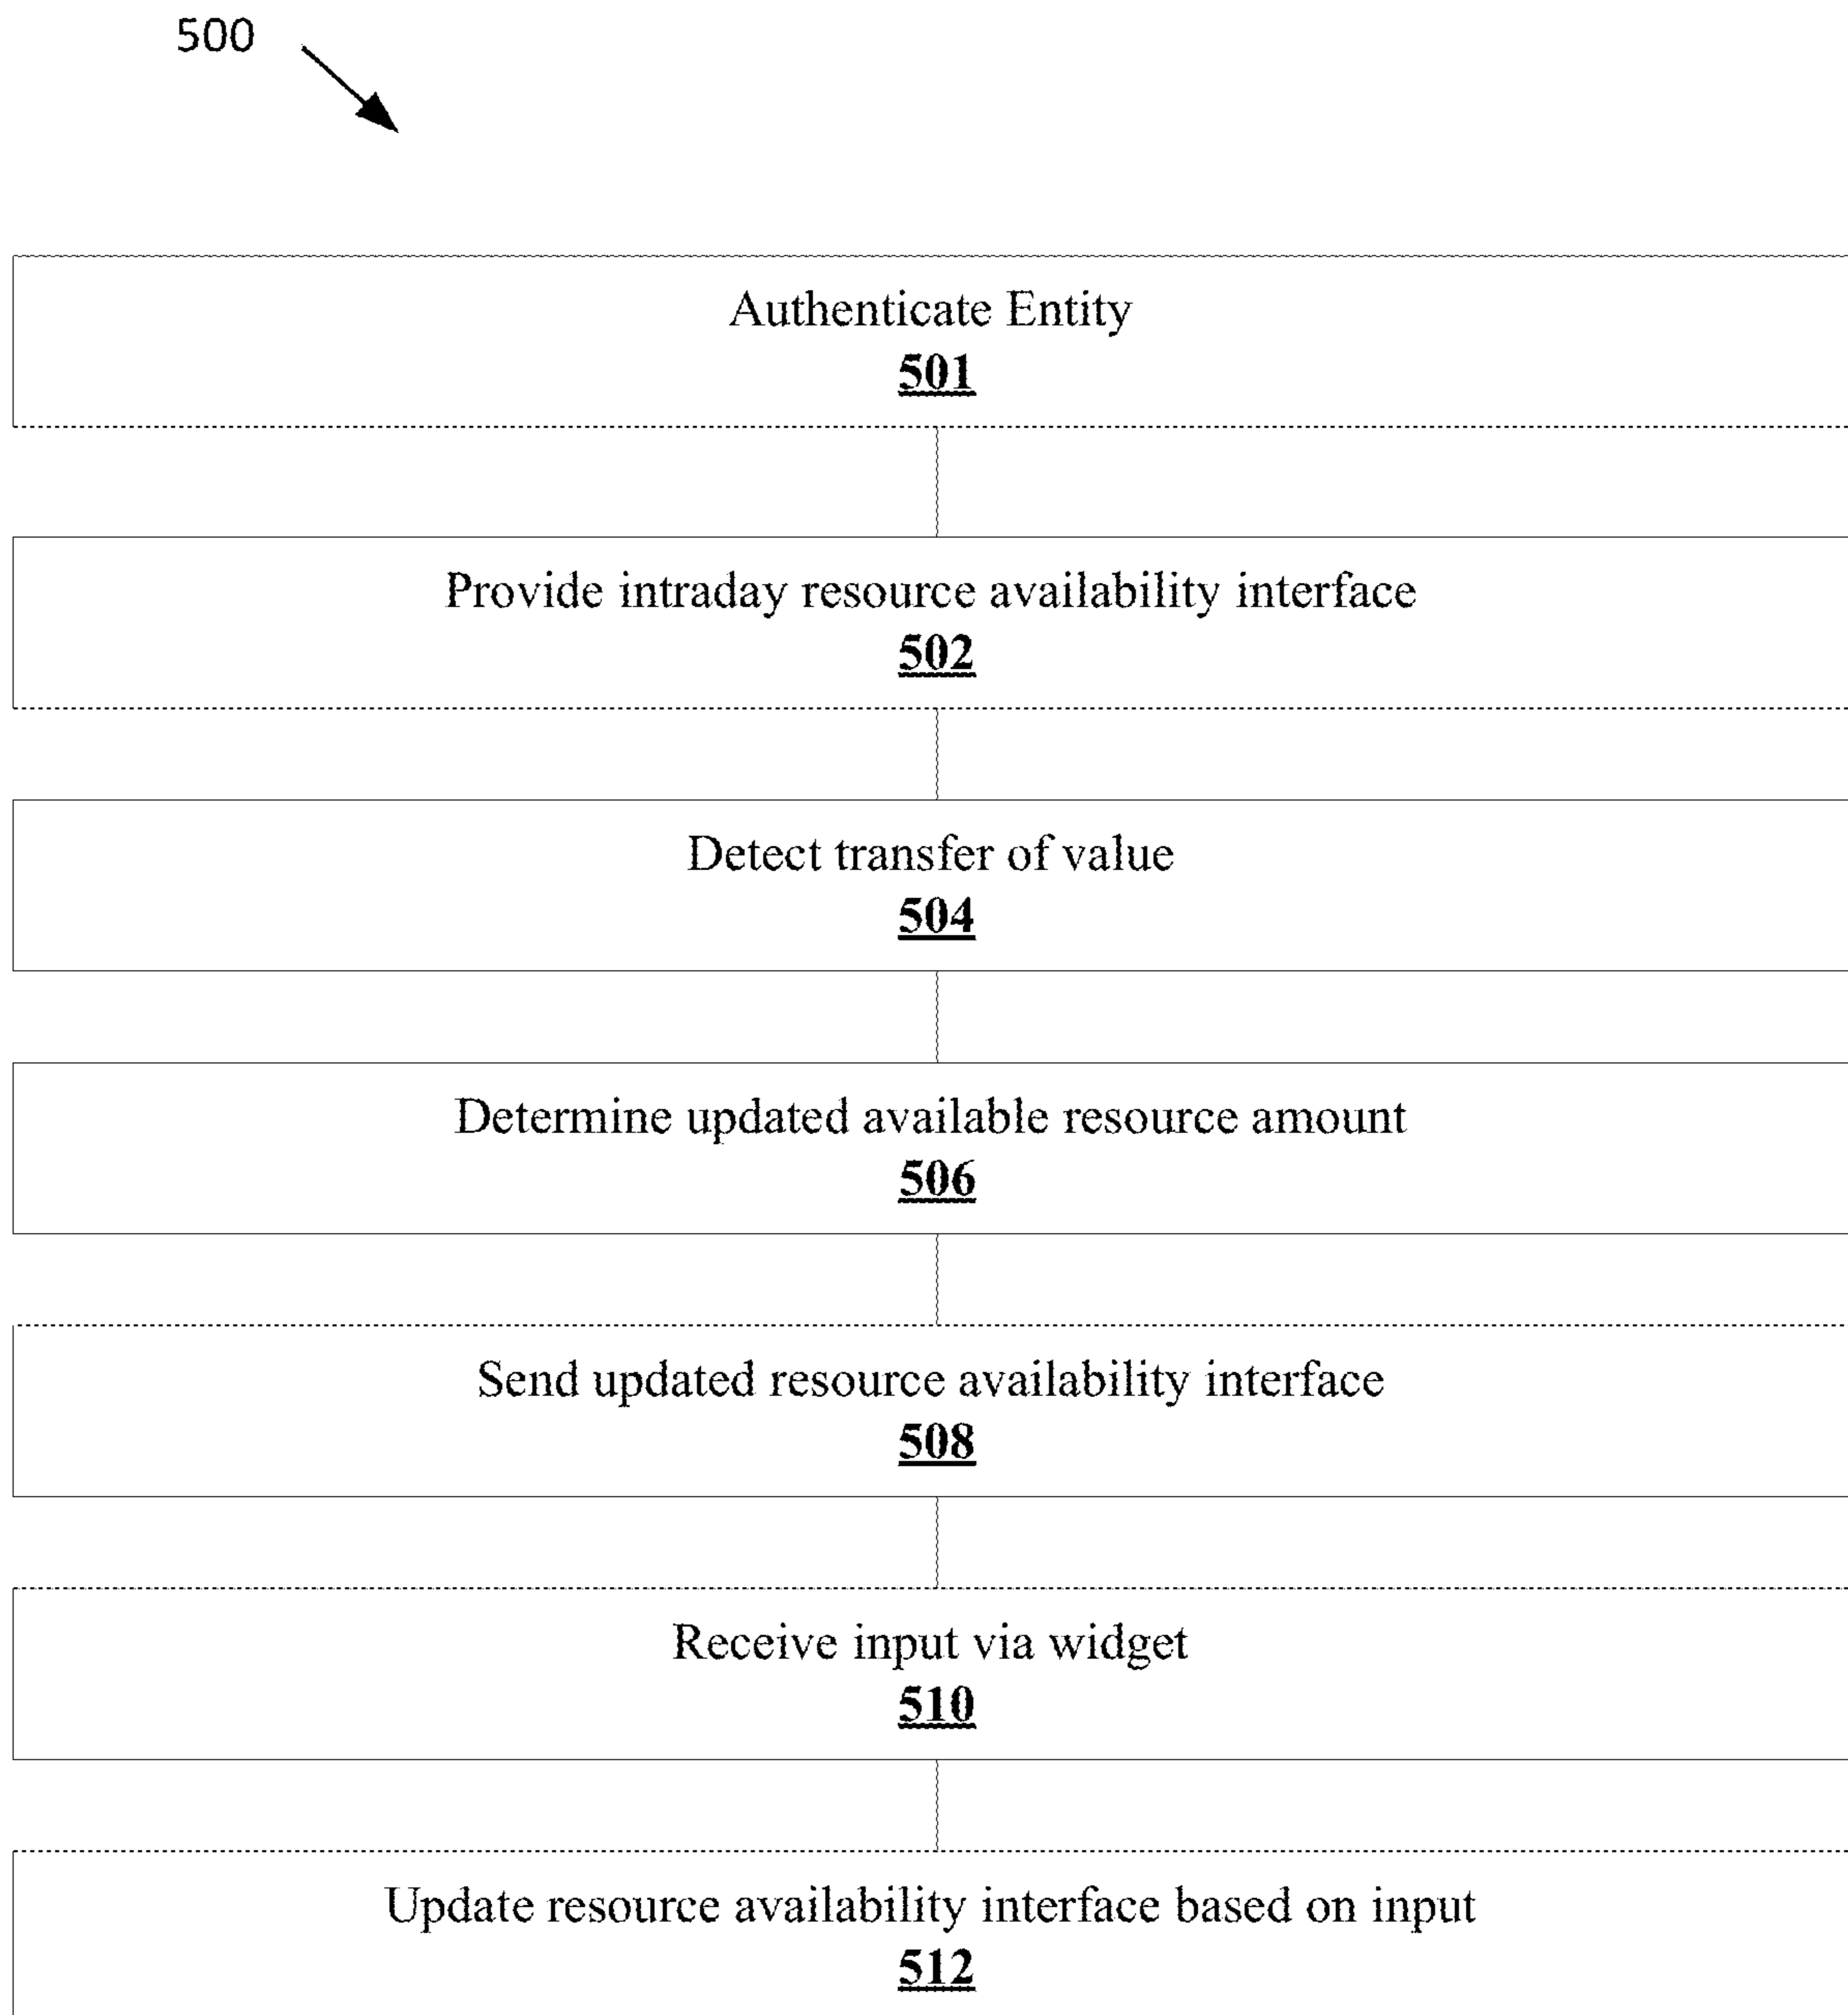 500
Authenticate Entity
501
Provide intraday resource availability interface
502
Detect transfer of value
504
Determine updated available resource amount
506
Send updated resource availability interface
508
Receive input via widget
510
Update resource availability interface based on input
512